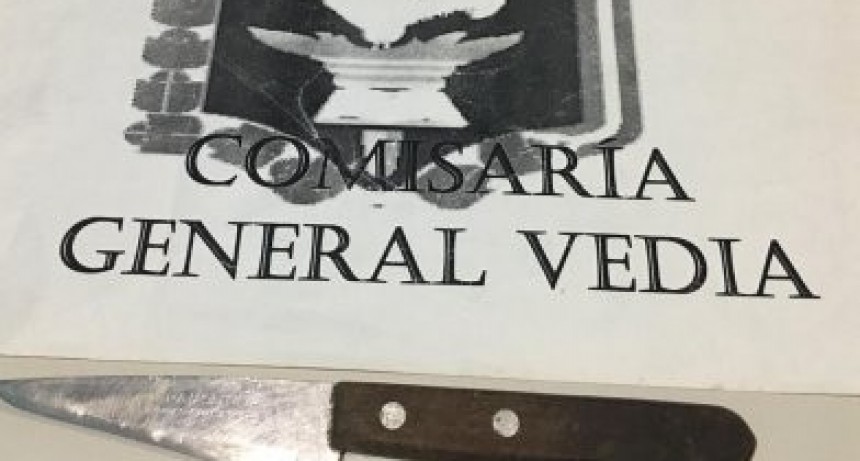 COMISARÍA
GENERAL VEDIA